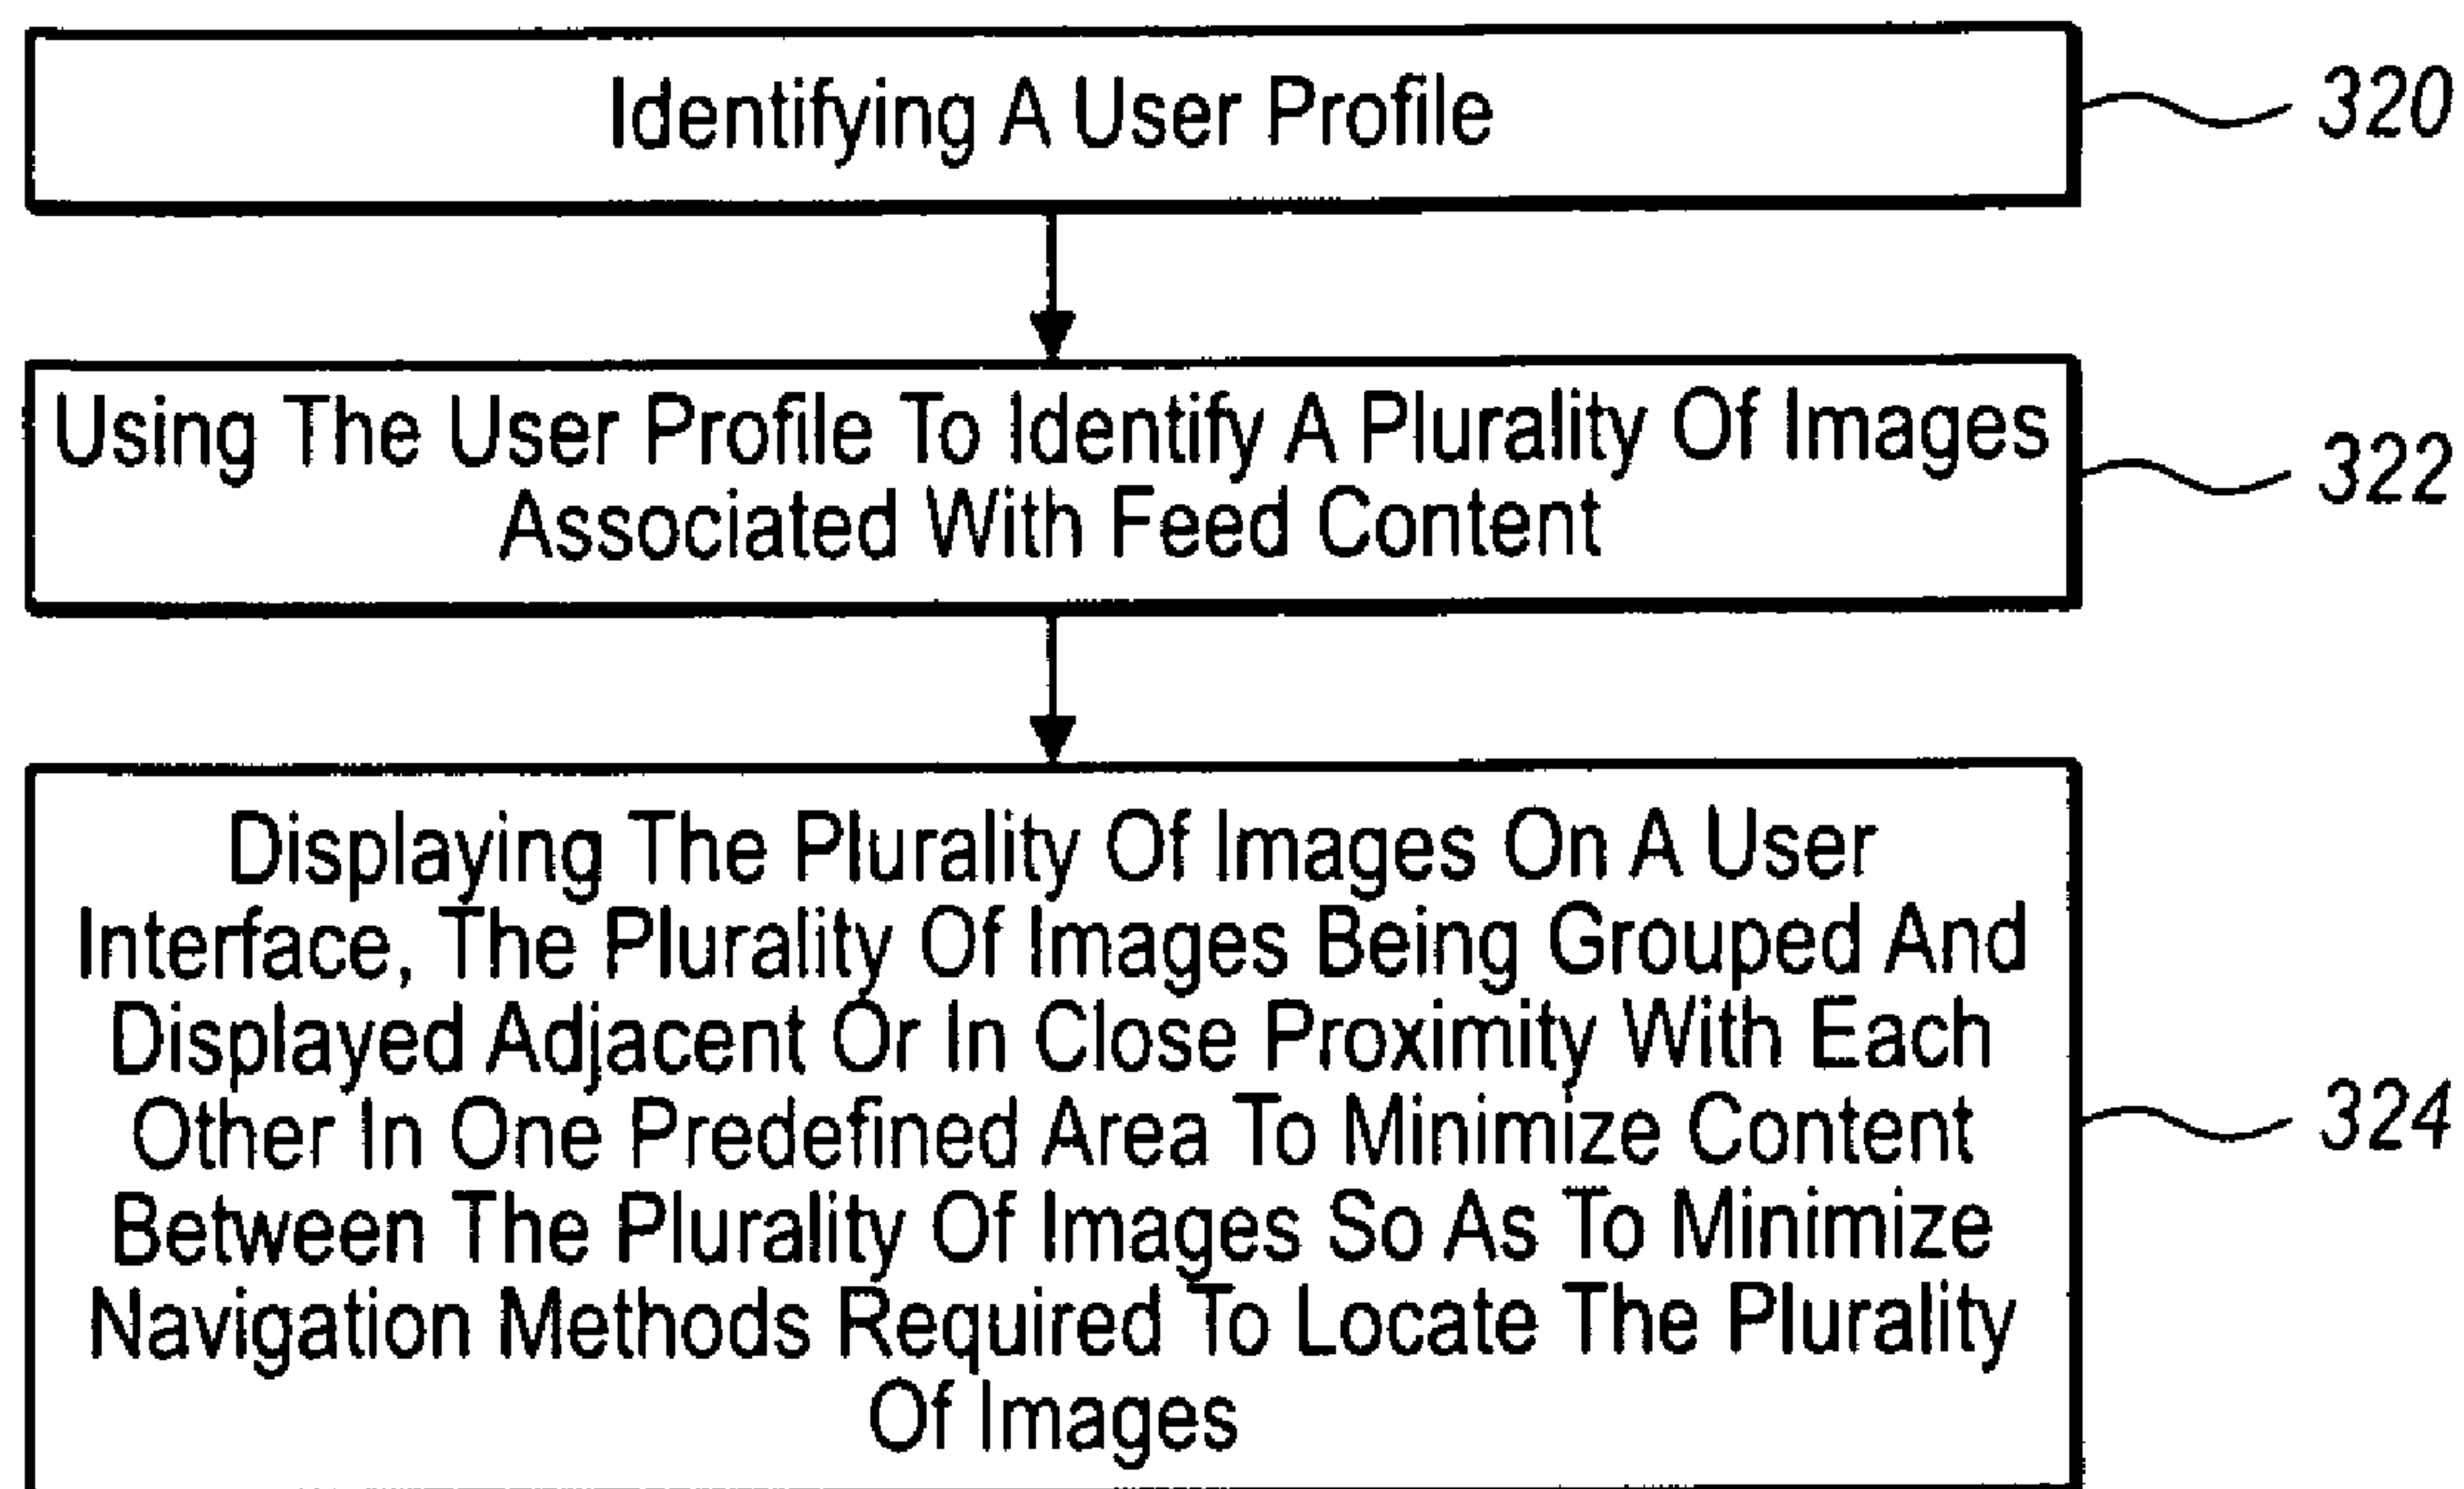 Identifying A User Profile
320
Using The User Profile To Identify A Plurality Of Images
Associated With Feed Content
322
Displaying The Plurality Of Images On A User
Interface, The Plurality Of Images Being Grouped And
Displayed Adjacent Or In Close Proximity With Each
Other In One Predefined Area To Minimize Content
Between The Plurality Of Images So As To Minimize
Navigation Methods Required To Locate The Plurality
Of Images
324